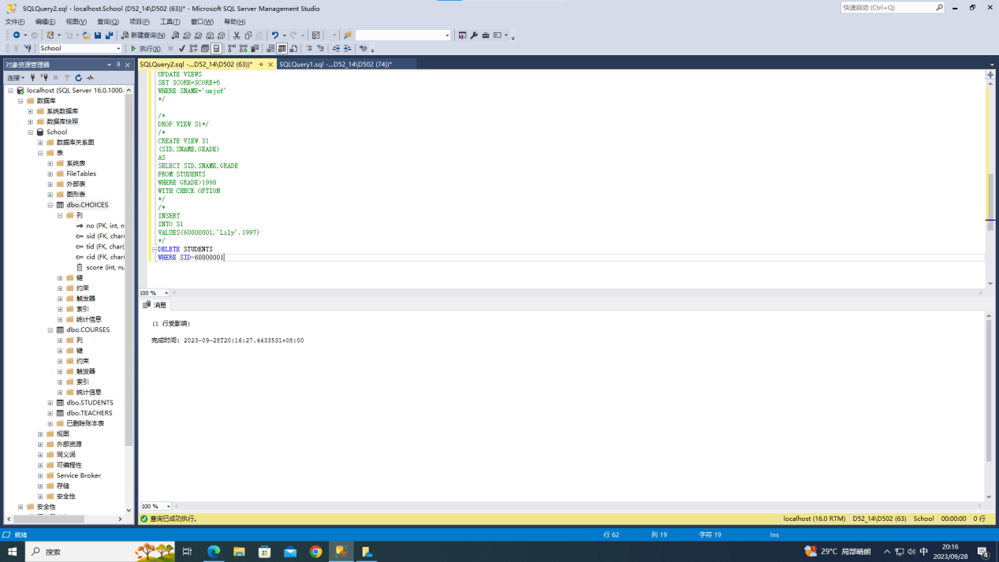 SQLQuery2.sql - localhost.School (D52_14\D502 (63))* - Microsoft SQL Server Management Studio
快速启动 (Ctrl+Q)
文件(F) 编辑(E) 视图(V) 查询(Q) 项目(P) 工具(T) 窗口(W) 帮助(H)
新建查询(N)
School
执行(X)
对象资源管理器
SQLQuery2.sql -...D52_14\D502 (63))*
SQLQuery1.sql -...D52_14\D502 (74))*
连接
localhost (SQL Server 16.0.1000.
数据库
系统数据库
数据库快照
School
数据库关系图
表
系统表
FileTables
外部表
图形表
dbo.CHOICES
列
no (PK, int, n
sid (FK, char(
tid (FK, char(
cid (FK, char(
score (int, nu
键
约束
触发器
索引
统计信息
dbo.COURSES
列
键
约束
触发器
索引
统计信息
dbo.STUDENTS
dbo.TEACHERS
已删除账本表
视图
外部资源
同义词
可编程性
Service Broker
存储
安全性
安全性
UPDATE VIEWS
SET SCORE=SCORE+5
WHERE SNAME='uxjof'
*/
/*
DROP VIEW S1*/
/*
CREATE VIEW S1
(SID,SNAME,GEADE)
AS
SELECT SID,SNAME,GRADE
FROM STUDENTS
WHERE GRADE>1998
WITH CHECK OPTION
*/
/*
INSERT
INTO S1
VALUES(60000001,'Lily',1997)
*/
DELETE STUDENTS
WHERE SID=60000001
100 %
消息
(1 行受影响)
完成时间: 2023-09-28T20:16:27.4433531+08:00
100 %
查询已成功执行。
localhost (16.0 RTM) D52_14\D502 (63) School 00:00:00 0 行
就绪
行 62 列 19 字符 19 Ins
搜索
29°C 局部晴朗
中
20:16
2023/09/28
4